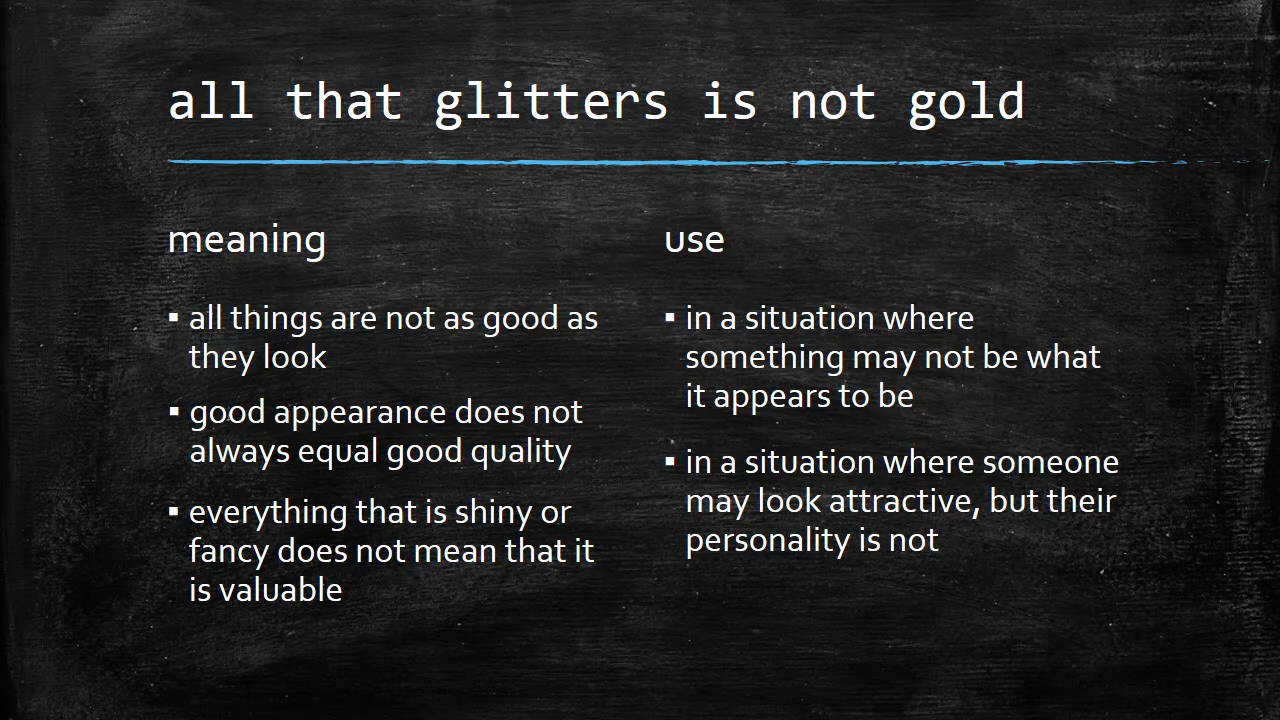 all that glitters is not gold
meaning
▪ all things are not as good as
they look
▪ good appearance does not
always equal good quality
▪ everything that is shiny or
fancy does not mean that it
is valuable
use
▪ in a situation where
something may not be what
it appears to be
▪ in a situation where someone
may look attractive, but their
personality is not